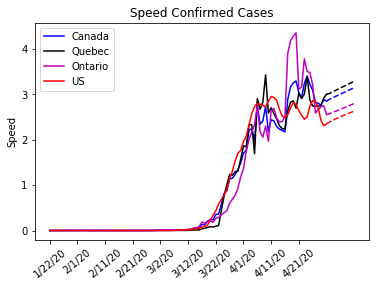 Speed Confirmed Cases
Canada
Quebec
Ontario
US
Speed
4
3
2
1
0
1/22/20
2/1/20
2/11/20
2/21/20
3/2/20
3/12/20
3/22/20
4/1/20
4/11/20
4/21/20